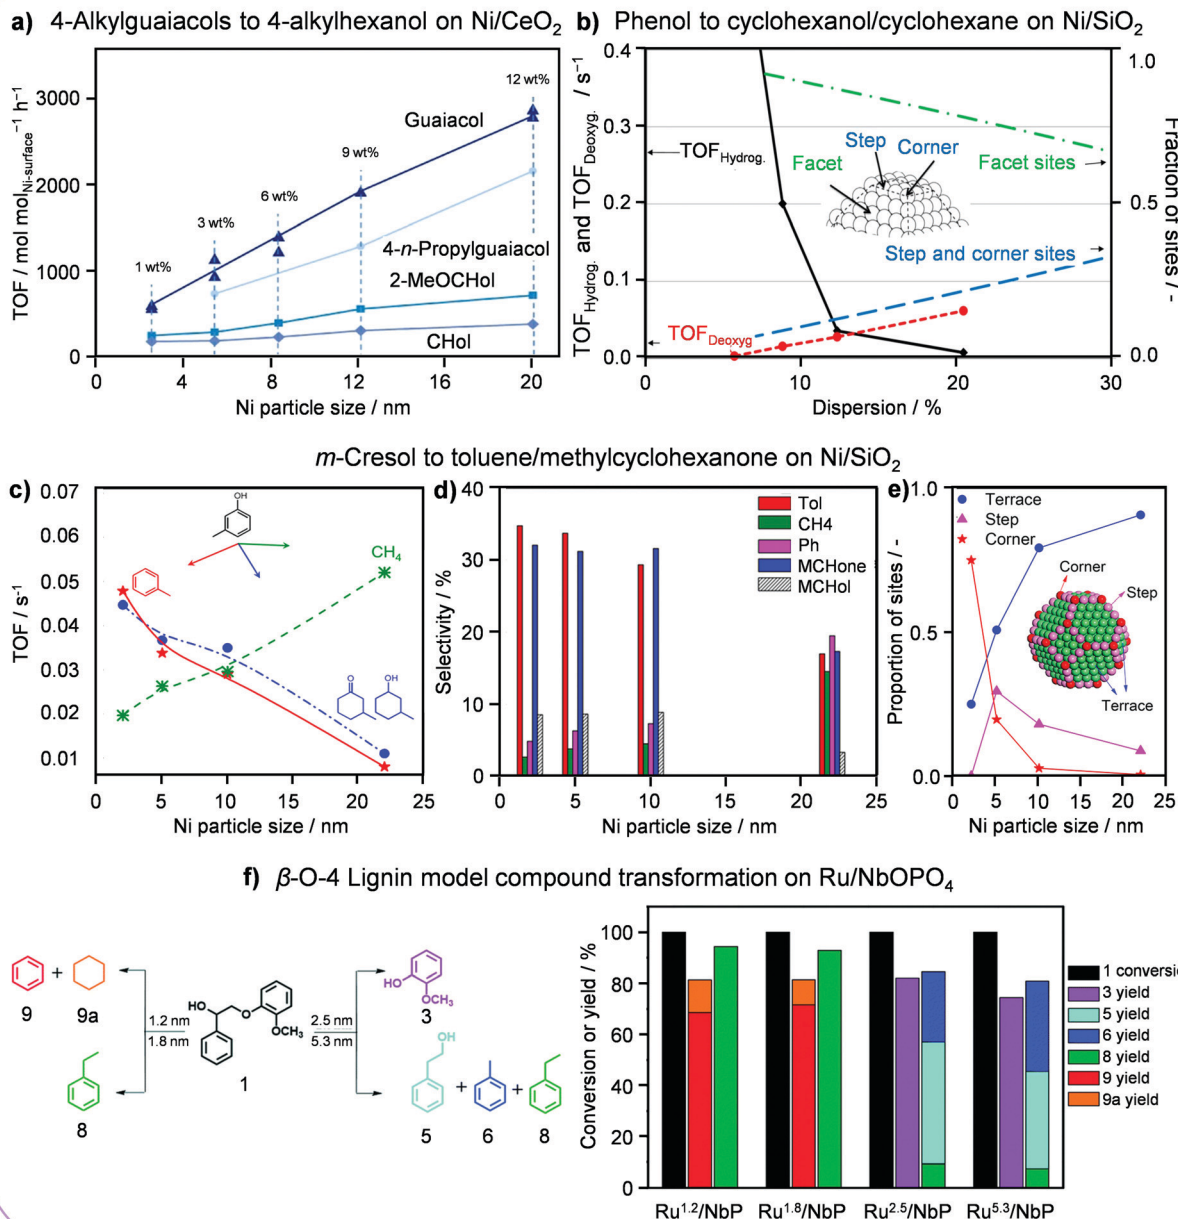 a) 4-Alkylguaiacols to 4-alkylhexanol on Ni/CeO2
TOF / mol molNi-surface−1 h−1
3000
2000
1000
0
1 wt%
3 wt%
6 wt%
9 wt%
12 wt%
Guaiacol
4-n-Propylguaiacol
2-MeOCHol
CHol
0 4 8 12 16 20
Ni particle size / nm
b) Phenol to cyclohexanol/cyclohexane on Ni/SiO2
TOFHydrog. and TOFDeoxyg. / s−1
0.4
0.3
0.2
0.1
0.0
TOFHydrog.
Step
Corner
Facet
Facet sites
Step and corner sites
TOFDeoxyg
1.0
0.5
0.0
Fraction of sites / -
0 10 20 30
Dispersion / %
m-Cresol to toluene/methylcyclohexanone on Ni/SiO2
c)
TOF / s-1
0.07
0.06
0.05
0.04
0.03
0.02
0.01
OH
CH4
O
OH
0 5 10 15 20 25
Ni particle size / nm
d)
Selectivity / %
40
30
20
10
0
Tol
CH4
Ph
MCHone
MCHol
0 5 10 15 20 25
Ni particle size / nm
e)
Proportion of sites / -
1.0
0.5
0.0
Terrace
Step
Corner
Corner
Step
Terrace
0 5 10 15 20 25
Ni particle size / nm
f) β-O-4 Lignin model compound transformation on Ru/NbOPO4
+
9 9a
8
1.2 nm
1.8 nm
HO
O
OCH3
1
2.5 nm
5.3 nm
HO
OCH3
3
OH
+ +
5 6 8
Conversion or yield / %
100
80
60
40
20
0
1 conversi
3 yield
5 yield
6 yield
8 yield
9 yield
9a yield
Ru1.2/NbP Ru1.8/NbP Ru2.5/NbP Ru5.3/NbP